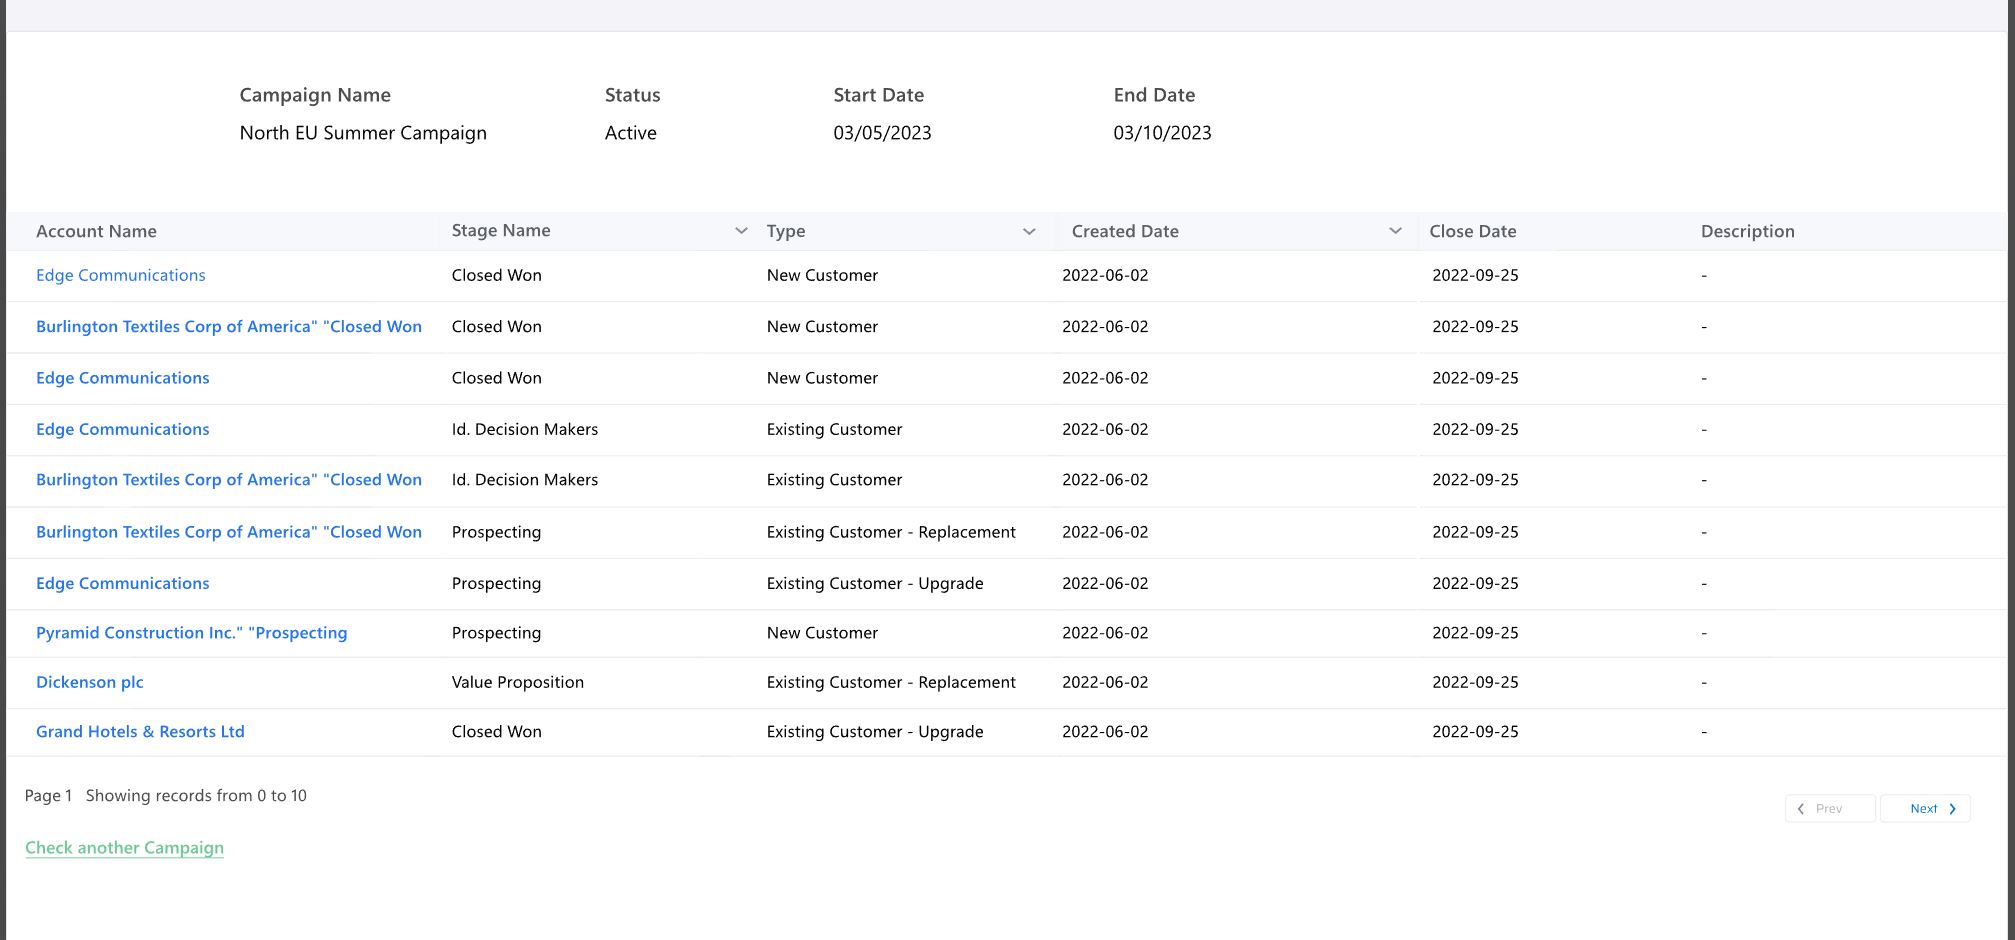 Campaign Name Status Start Date End Date
North EU Summer Campaign Active 03/05/2023 03/10/2023
Account Name Stage Name Type Created Date Close Date Description
Edge Communications Closed Won New Customer 2022-06-02 2022-09-25 -
Burlington Textiles Corp of America" "Closed Won Closed Won New Customer 2022-06-02 2022-09-25 -
Edge Communications Closed Won New Customer 2022-06-02 2022-09-25 -
Edge Communications Id. Decision Makers Existing Customer 2022-06-02 2022-09-25 -
Burlington Textiles Corp of America" "Closed Won Id. Decision Makers Existing Customer 2022-06-02 2022-09-25 -
Burlington Textiles Corp of America" "Closed Won Prospecting Existing Customer - Replacement 2022-06-02 2022-09-25 -
Edge Communications Prospecting Existing Customer - Upgrade 2022-06-02 2022-09-25 -
Pyramid Construction Inc." "Prospecting Prospecting New Customer 2022-06-02 2022-09-25 -
Dickenson plc Value Proposition Existing Customer - Replacement 2022-06-02 2022-09-25 -
Grand Hotels & Resorts Ltd Closed Won Existing Customer - Upgrade 2022-06-02 2022-09-25 -
Page 1 Showing records from 0 to 10
Prev Next
Check another Campaign